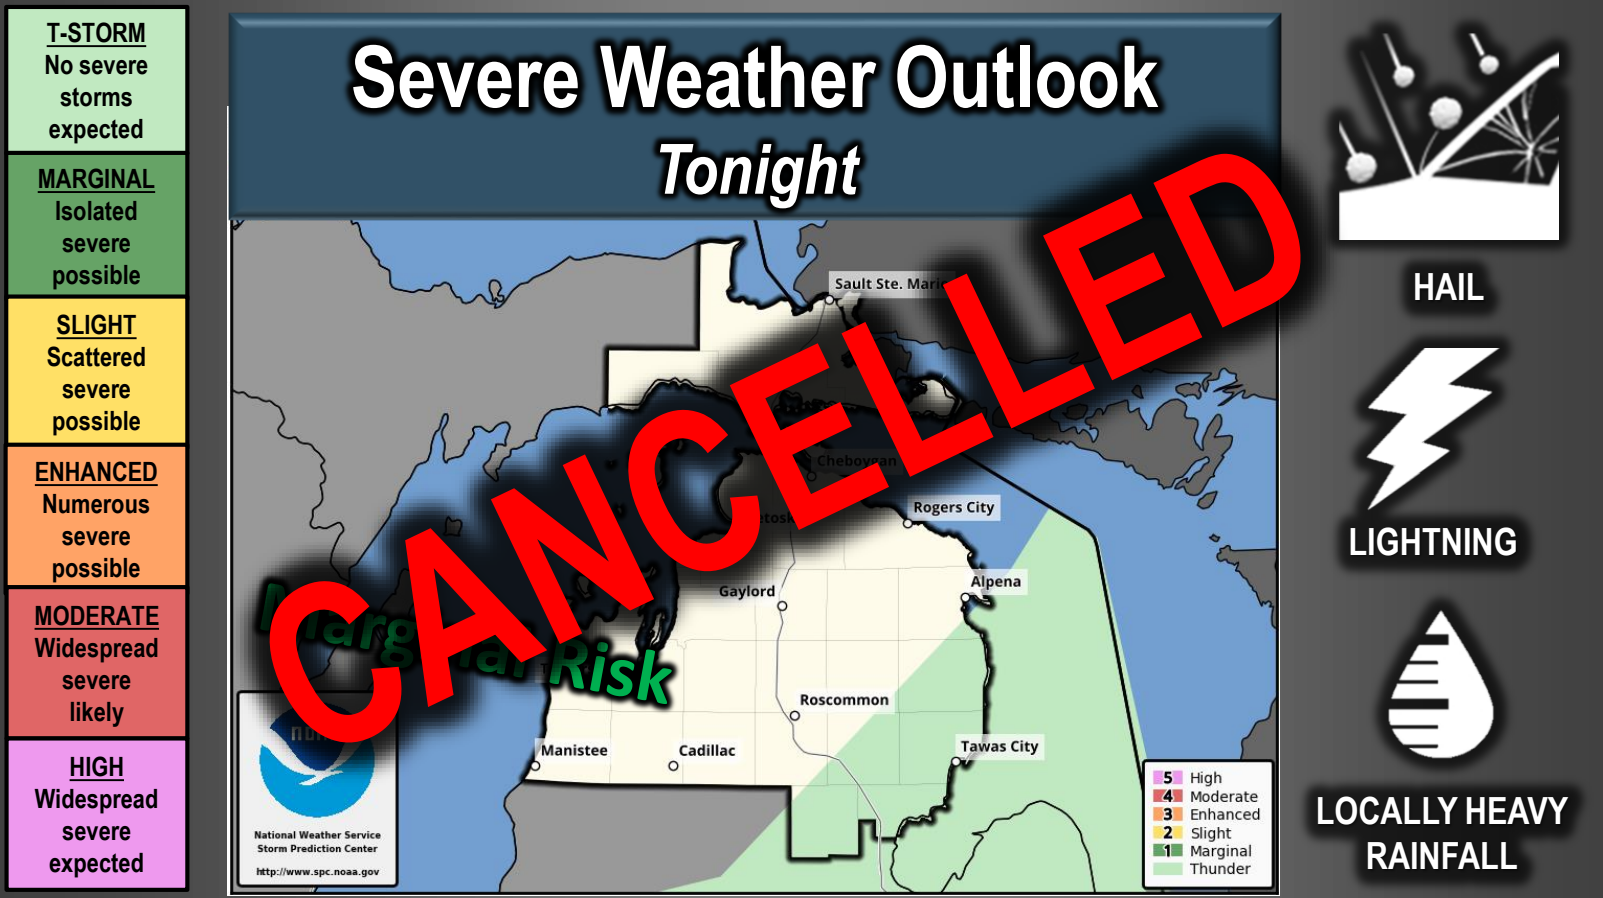 T-STORM
No severe
storms
expected
MARGINAL
Isolated
severe
possible
SLIGHT
Scattered
severe
possible
ENHANCED
Numerous
severe
possible
MODERATE
Widespread
severe
likely
HIGH
Widespread
severe
expected
Severe Weather Outlook
Tonight
CANCELLED
Sault Ste. Marie
Cheboygan
Rogers City
Alpena
Gaylord
Risk
Roscommon
Manistee
Cadillac
Tawas City
National Weather Service
Storm Prediction Center
http://www.spc.noaa.gov
5 High
4 Moderate
3 Enhanced
2 Slight
1 Marginal
Thunder
HAIL
LIGHTNING
LOCALLY HEAVY
RAINFALL